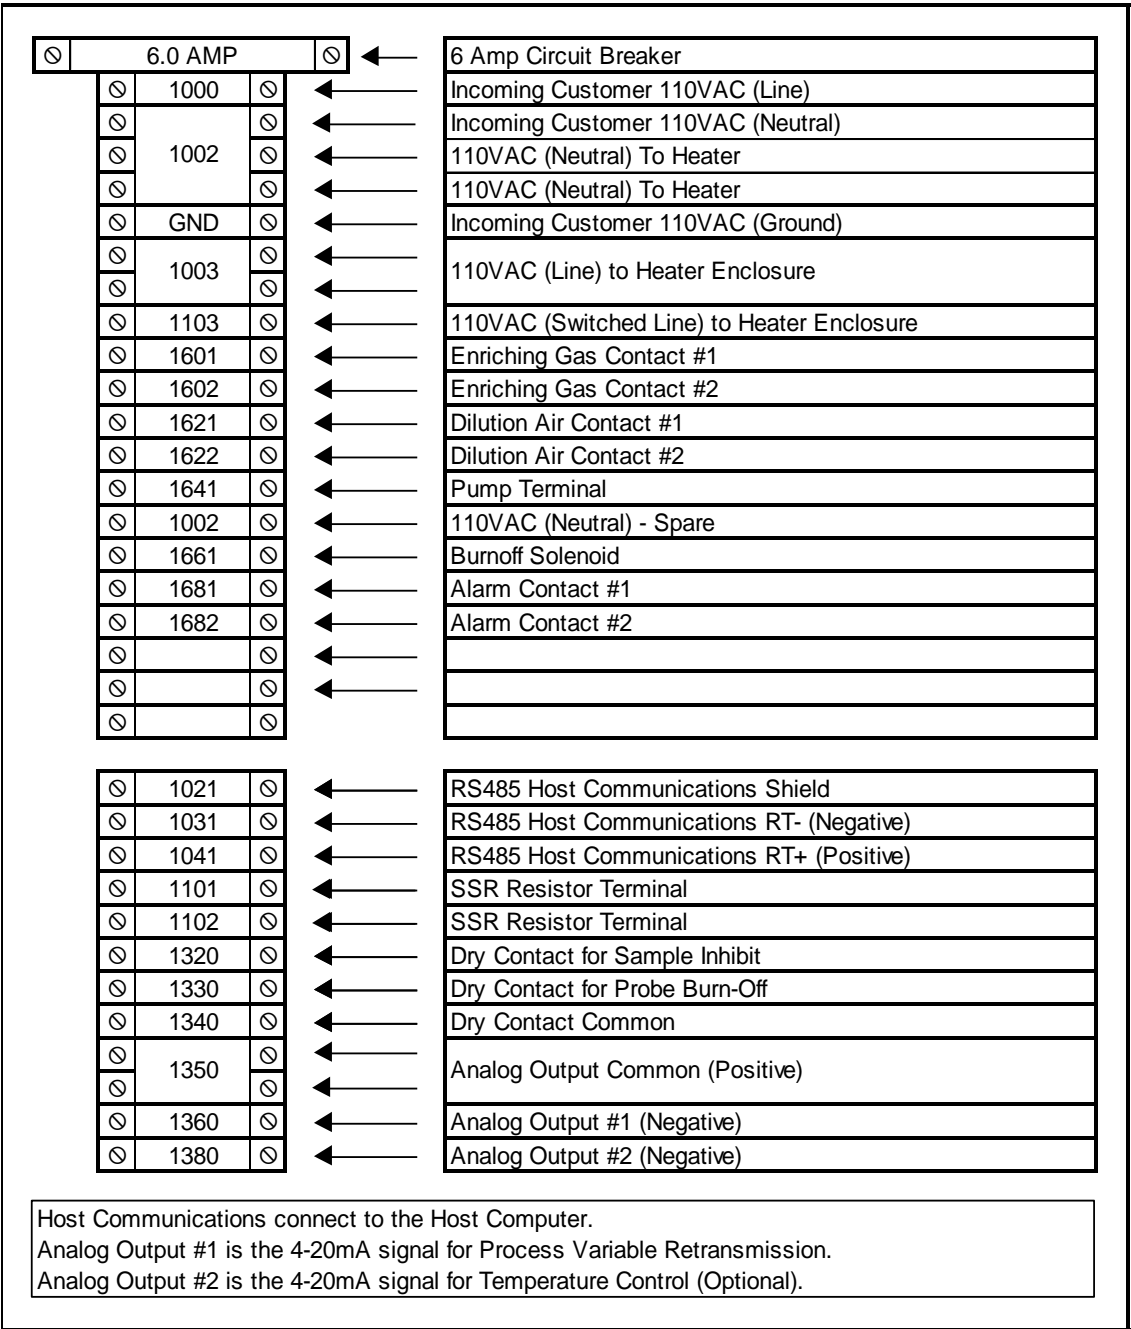 6.0 AMP 6 Amp Circuit Breaker
1000 Incoming Customer 110VAC (Line)
Incoming Customer 110VAC (Neutral)
1002 110VAC (Neutral) To Heater
110VAC (Neutral) To Heater
GND Incoming Customer 110VAC (Ground)
1003 110VAC (Line) to Heater Enclosure
1103 110VAC (Switched Line) to Heater Enclosure
1601 Enriching Gas Contact #1
1602 Enriching Gas Contact #2
1621 Dilution Air Contact #1
1622 Dilution Air Contact #2
1641 Pump Terminal
1002 110VAC (Neutral) - Spare
1661 Burnoff Solenoid
1681 Alarm Contact #1
1682 Alarm Contact #2
1021 RS485 Host Communications Shield
1031 RS485 Host Communications RT- (Negative)
1041 RS485 Host Communications RT+ (Positive)
1101 SSR Resistor Terminal
1102 SSR Resistor Terminal
1320 Dry Contact for Sample Inhibit
1330 Dry Contact for Probe Burn-Off
1340 Dry Contact Common
1350 Analog Output Common (Positive)
1360 Analog Output #1 (Negative)
1380 Analog Output #2 (Negative)
Host Communications connect to the Host Computer.
Analog Output #1 is the 4-20mA signal for Process Variable Retransmission.
Analog Output #2 is the 4-20mA signal for Temperature Control (Optional).